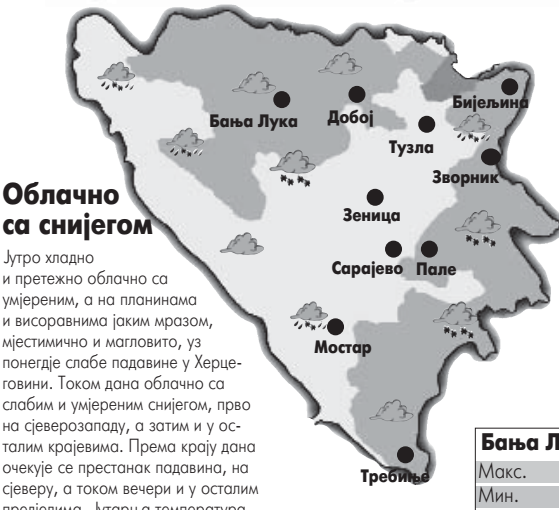 Бања Лука
Добој
Бијељина
Тузла
Зворник
Зеница
Сарајево
Пале
Мостар
Требиње
Облачно
са снијегом
Јутро хладно
и претежно облачно са
умјереним, а на планинама
и висоравнима јаким мразом,
мјестимично и магловито, уз
понегдје слабе падавине у Херце-
говини. Током дана облачно са
слабим и умјереним снијегом, прво
на сјеверозападу, а затим и у ос-
талим крајевима. Према крају дана
очекује се престанак падавина, на
сјеверу, а током вечери и у осталим
Бања
Макс.
Мин.